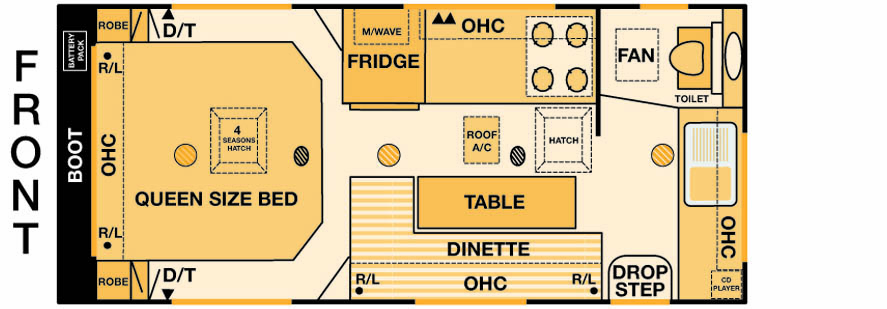 FRONT
BATTERY
PACK
BOOT
ROBE
D/T
R/L
OHC
R/L
ROBE
D/T
4
SEASONS
HATCH
QUEEN SIZE BED
M/WAVE
FRIDGE
OHC
ROOF
A/C
HATCH
TABLE
DINETTE
R/L
OHC
R/L
FAN
TOILET
OHC
CD
PLAYER
DROP
STEP